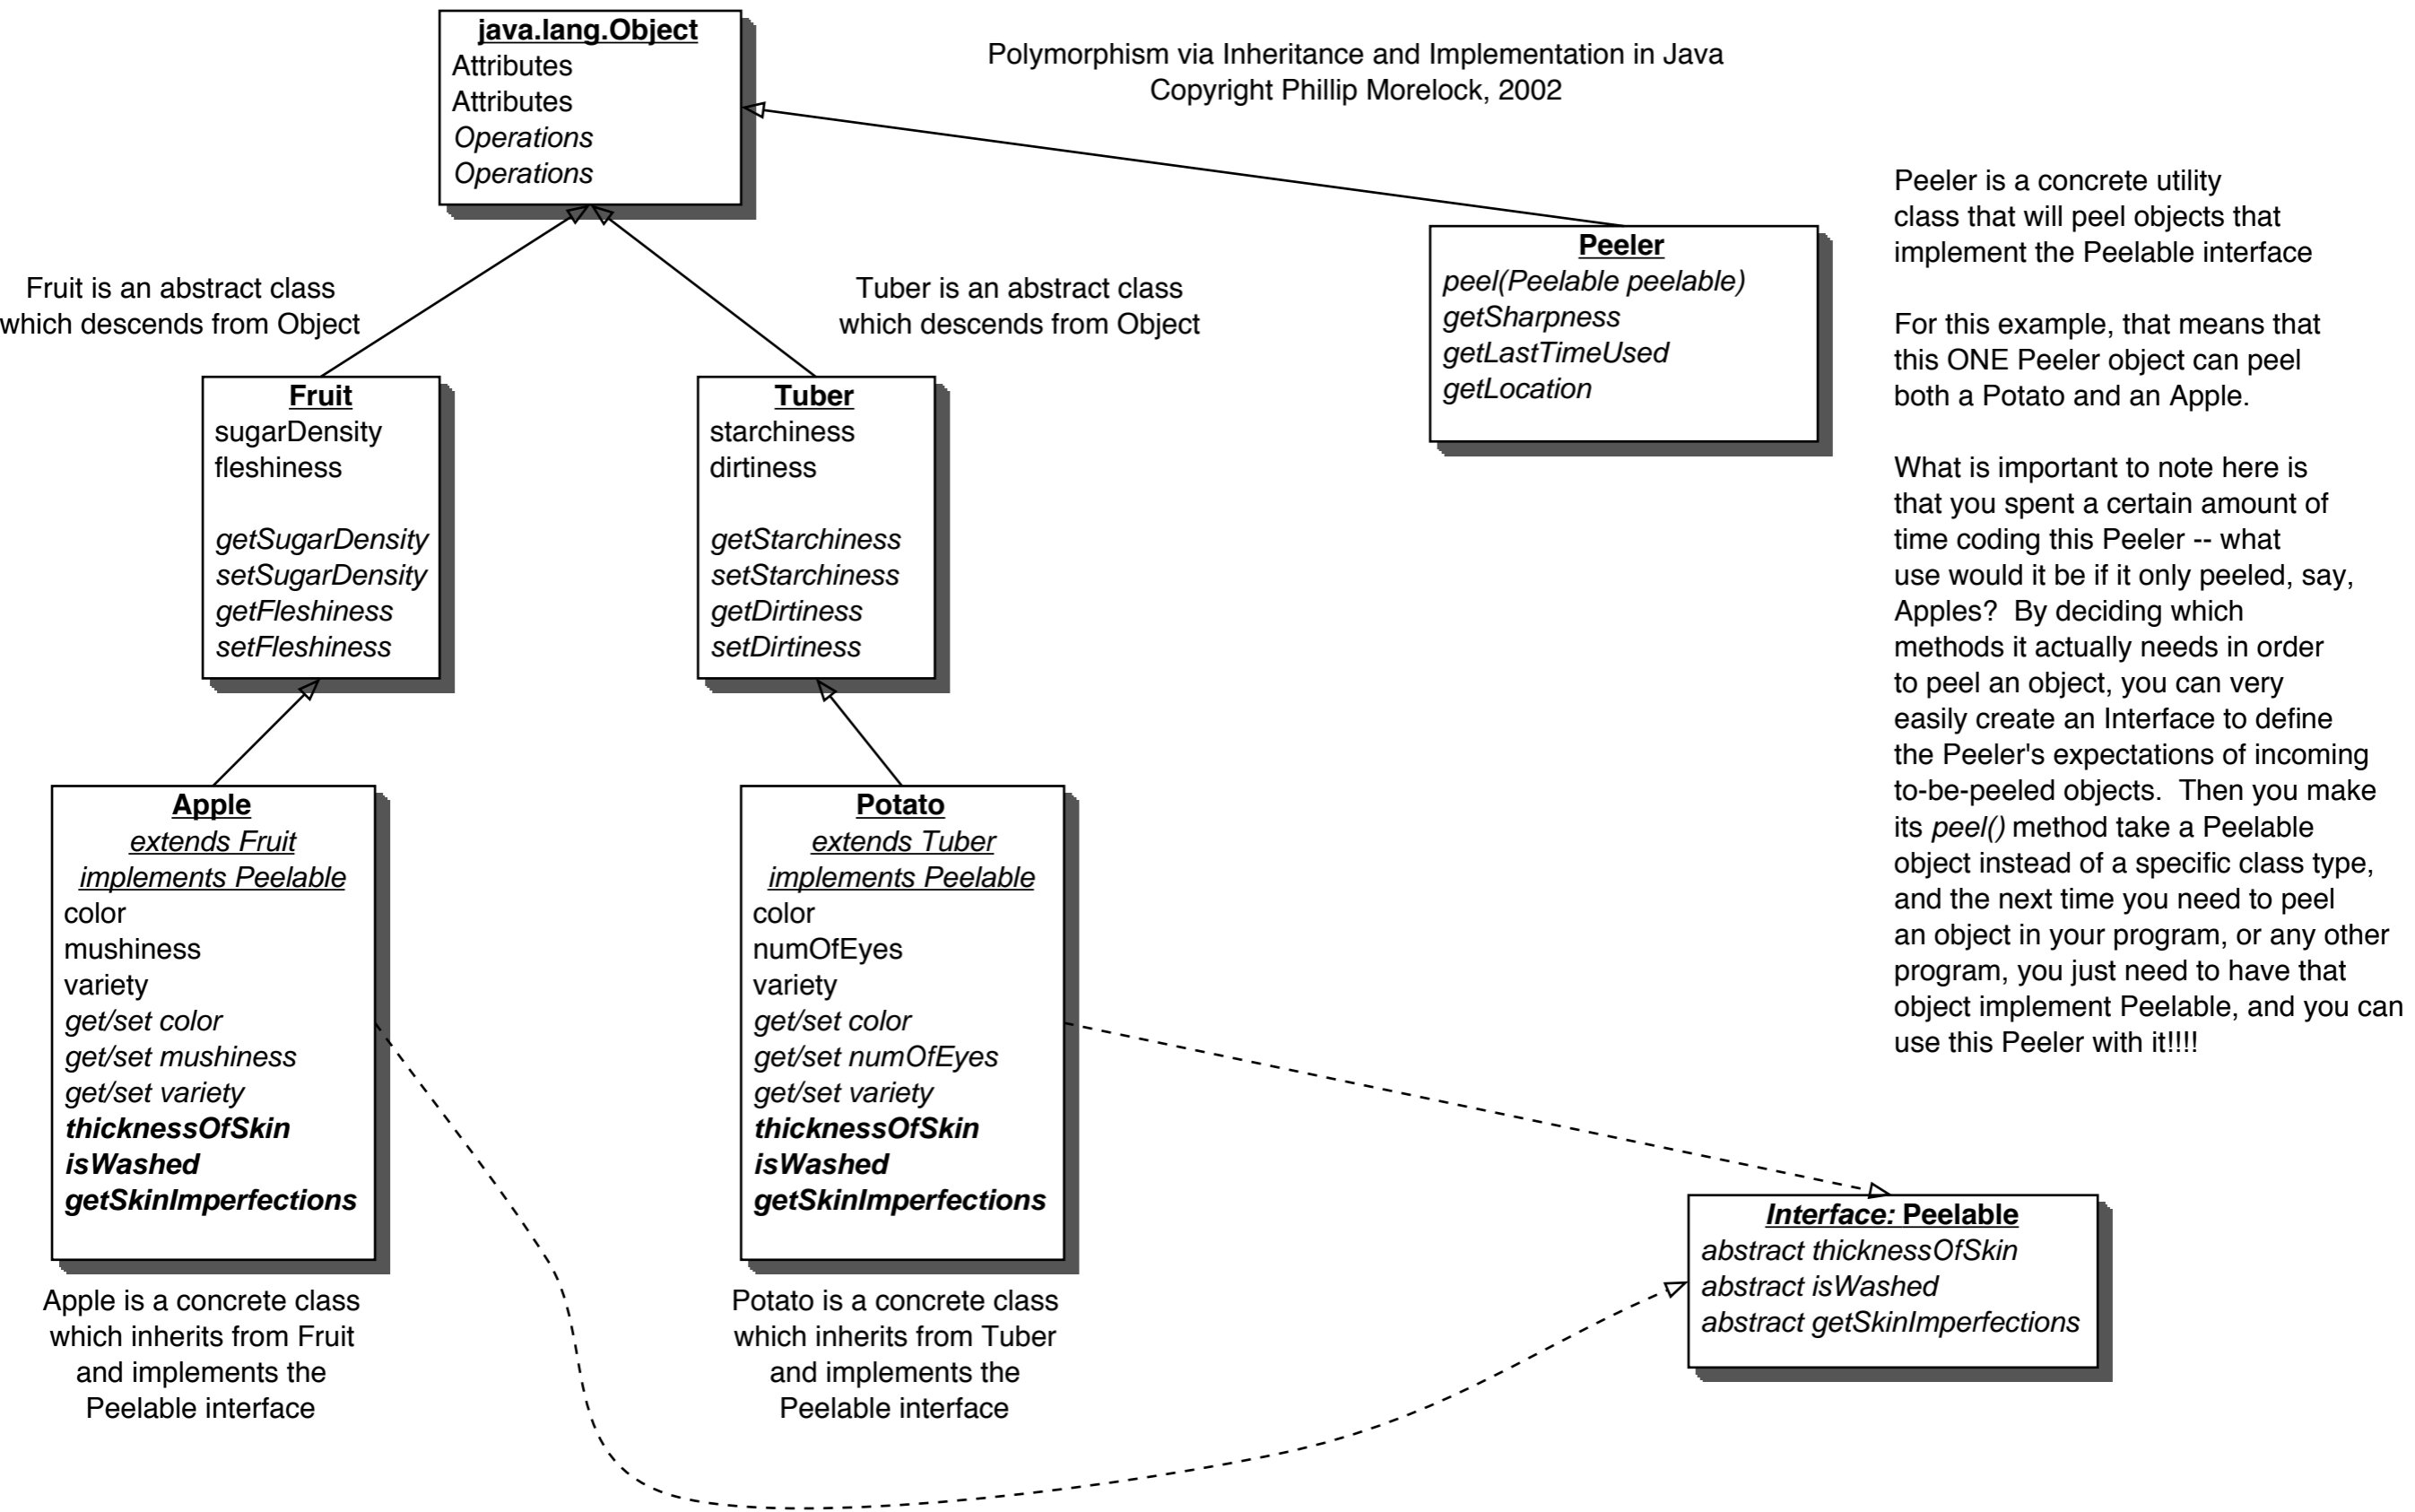 java.lang.Object
Attributes
Attributes
Operations
Operations
Polymorphism via Inheritance and Implementation in Java
Copyright Phillip Morelock, 2002
Fruit is an abstract class
which descends from Object
Tuber is an abstract class
which descends from Object
Peeler
peel(Peelable peelable)
getSharpness
getLastTimeUsed
getLocation
Peeler is a concrete utility
class that will peel objects that
implement the Peelable interface
For this example, that means that
this ONE Peeler object can peel
both a Potato and an Apple.
What is important to note here is
that you spent a certain amount of
time coding this Peeler -- what
use would it be if it only peeled, say,
Apples?  By deciding which
methods it actually needs in order
to peel an object, you can very
easily create an Interface to define
the Peeler's expectations of incoming
to-be-peeled objects.  Then you make
its peel() method take a Peelable
object instead of a specific class type,
and the next time you need to peel
an object in your program, or any other
program, you just need to have that
object implement Peelable, and you can
use this Peeler with it!!!!
Fruit
sugarDensity
fleshiness
getSugarDensity
setSugarDensity
getFleshiness
setFleshiness
Tuber
starchiness
dirtiness
getStarchiness
setStarchiness
getDirtiness
setDirtiness
Apple
extends Fruit
implements Peelable
color
mushiness
variety
get/set color
get/set mushiness
get/set variety
thicknessOfSkin
isWashed
getSkinImperfections
Apple is a concrete class
which inherits from Fruit
and implements the
Peelable interface
Potato
extends Tuber
implements Peelable
color
numOfEyes
variety
get/set color
get/set numOfEyes
get/set variety
thicknessOfSkin
isWashed
getSkinImperfections
Potato is a concrete class
which inherits from Tuber
and implements the
Peelable interface
Interface: Peelable
abstract thicknessOfSkin
abstract isWashed
abstract getSkinImperfections